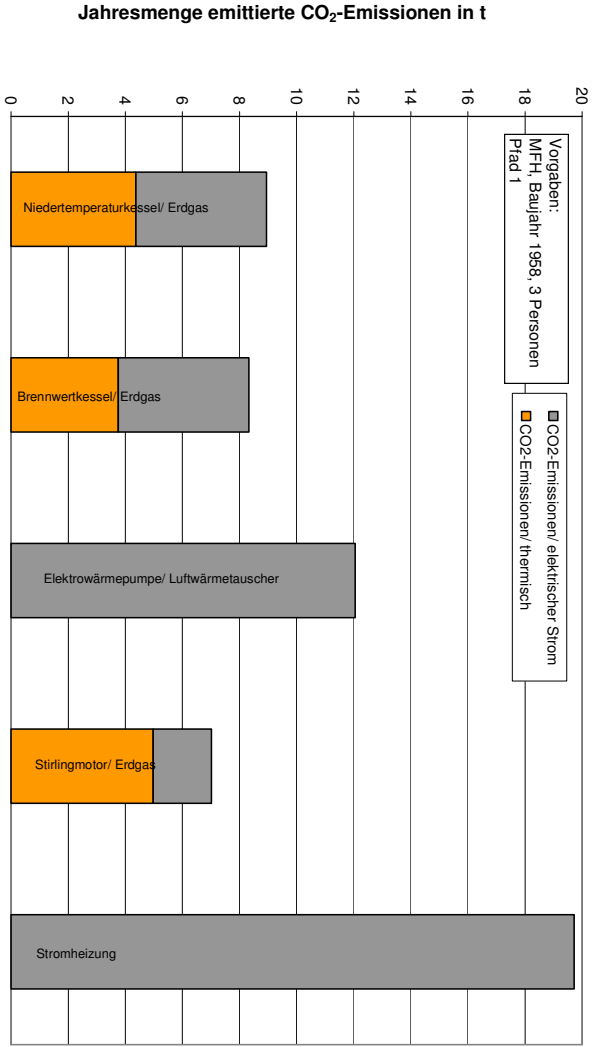 Jahresmenge emittierte CO₂-Emissionen in t
0
2
4
6
8
10
12
14
16
18
20
Vorgaben:
MFH, Baujahr 1958, 3 Personen
Pfad 1
CO2-Emissionen/ elektrischer Strom
CO2-Emissionen/ thermisch
Niedertemperaturkessel/ Erdgas
Brennwertkessel/ Erdgas
Elektrowärmepumpe/ Luftwärmetauscher
Stirlingmotor/ Erdgas
Stromheizung